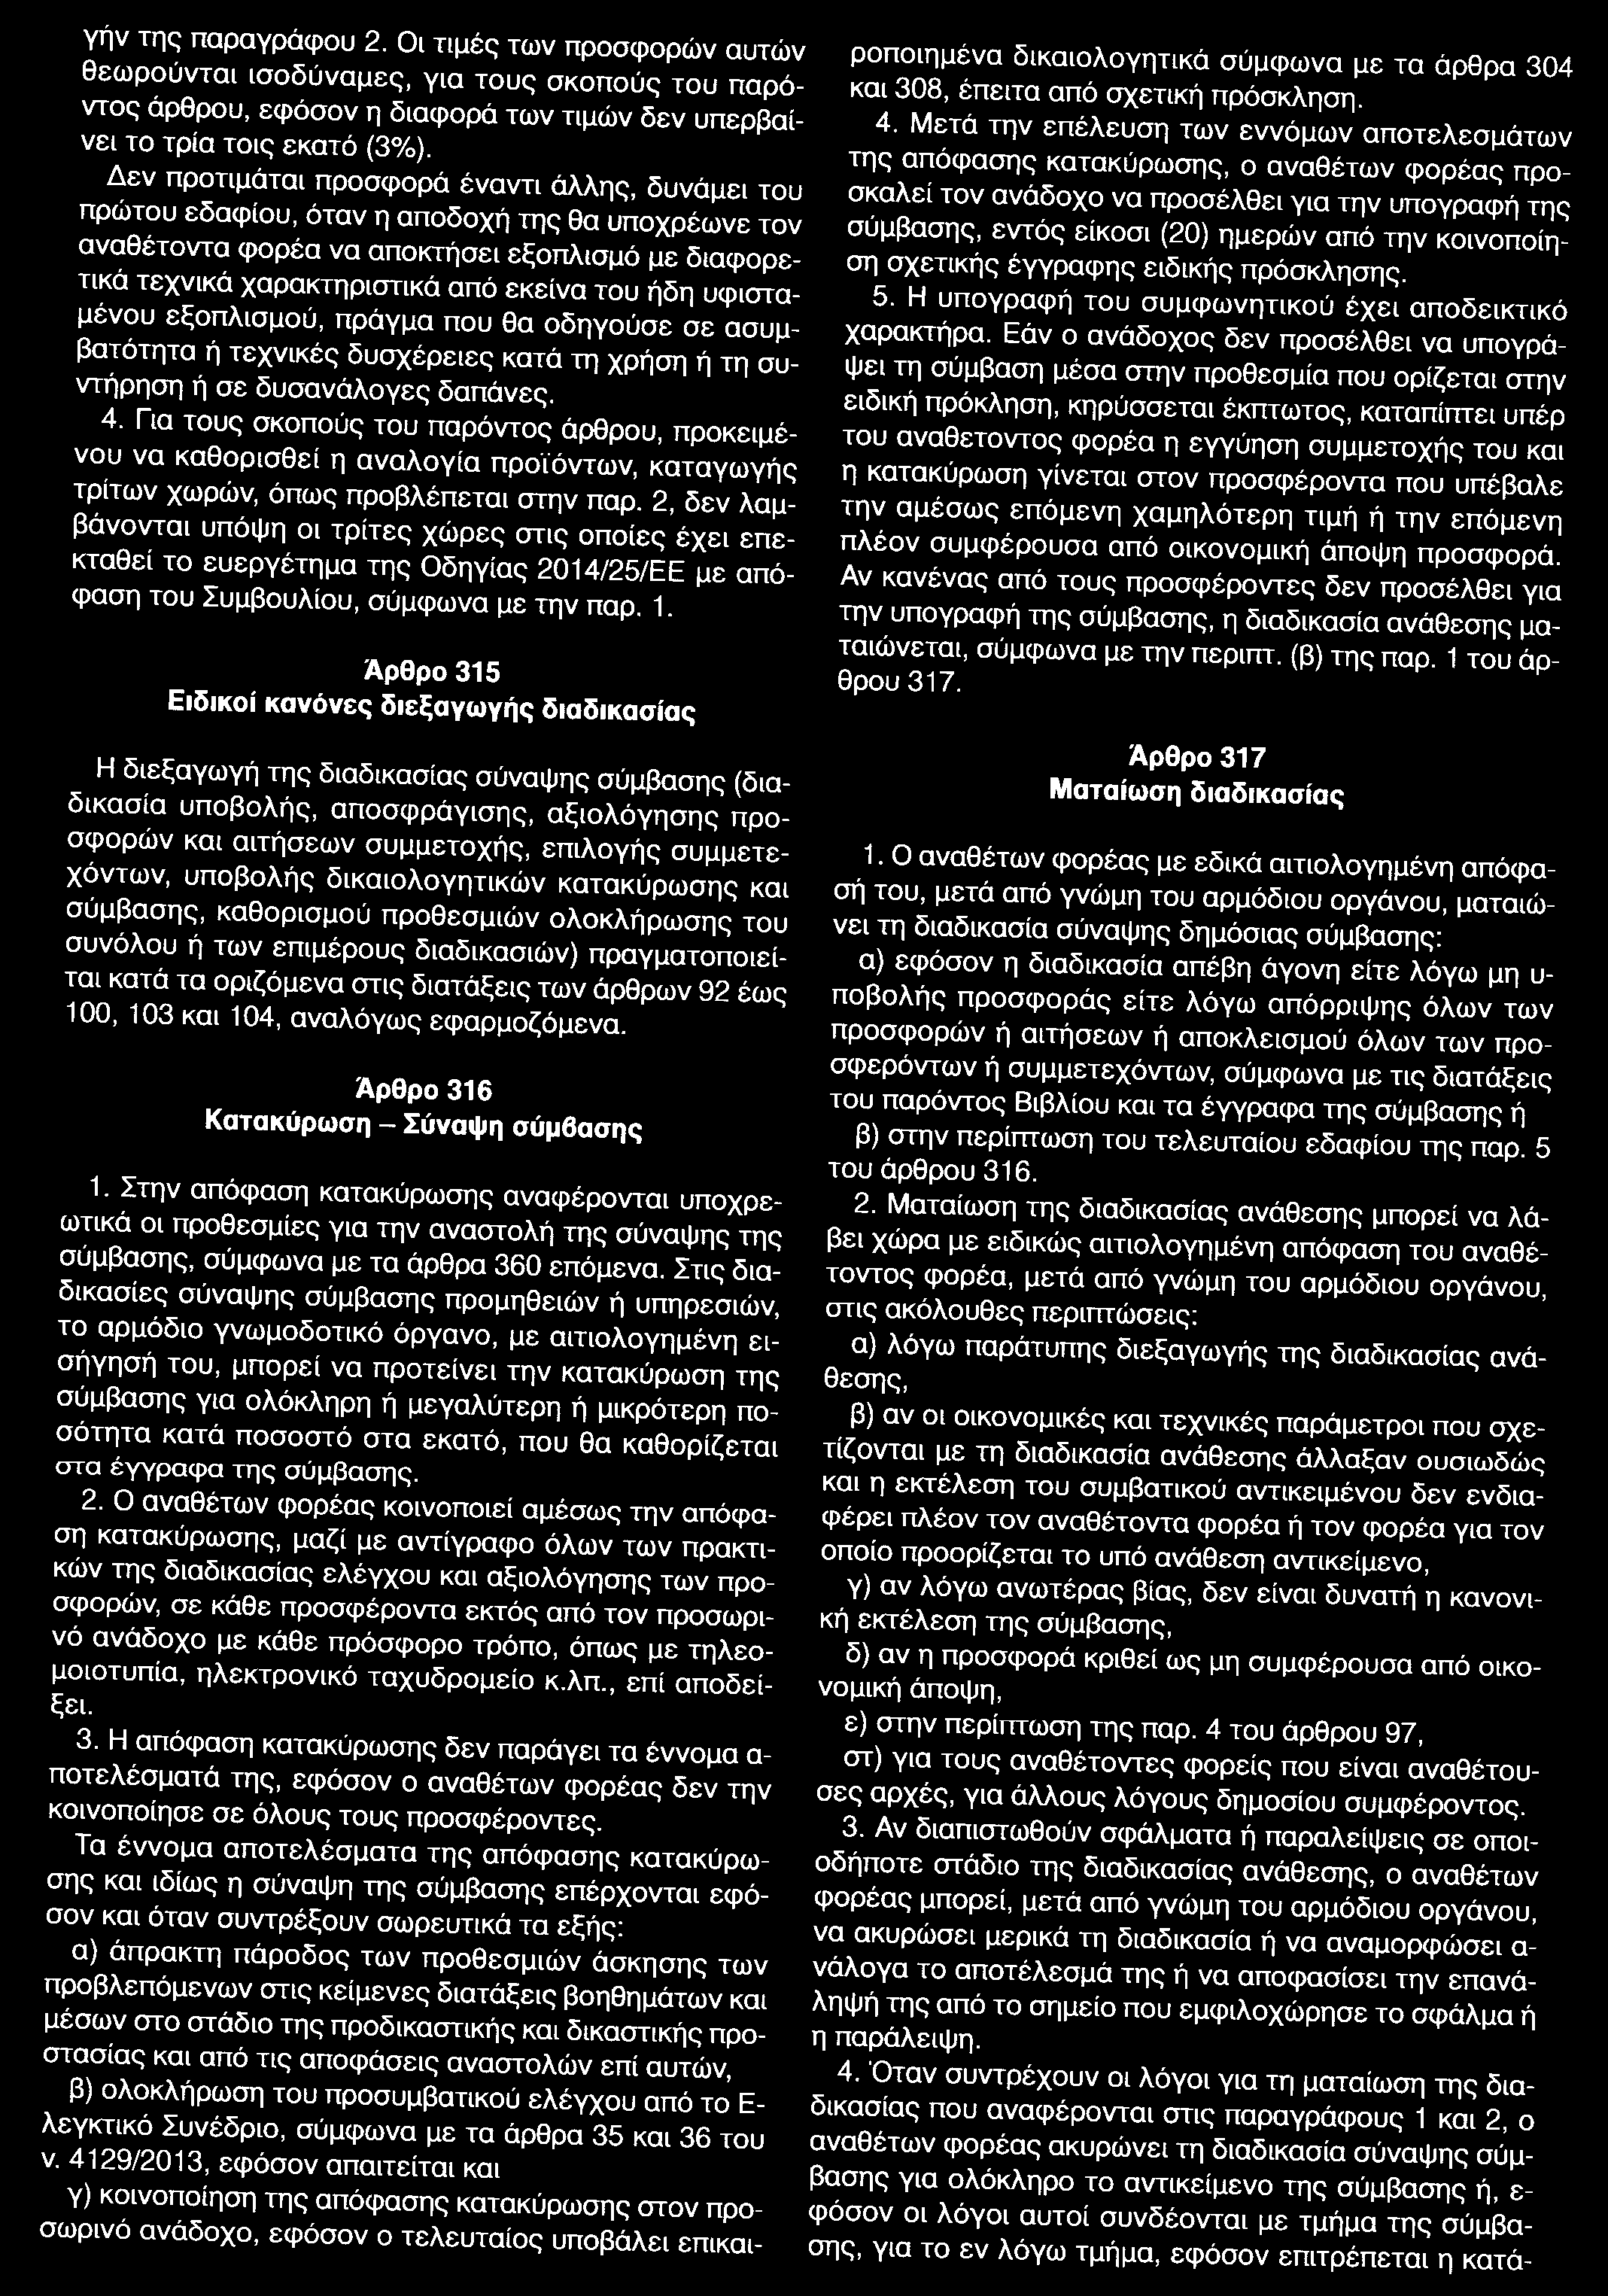 γήν της παραγράφου 2. Οι τιμές των προσφορών αυτών
θεωρούνται ισοδύναμες, για τους σκοπούς του παρό-
ντος άρθρου, εφόσον η διαφορά των τιμών δεν υπερβαί-
νει το τρία τοις εκατό (3%).
Δεν προτιμάται προσφορά έναντι άλλης, δυνάμει του
πρώτου εδαφίου, όταν η αποδοχή της θα υποχρέωνε τον
αναθέτοντα φορέα να αποκτήσει εξοπλισμό με διαφορε-
τικά τεχνικά χαρακτηριστικά από εκείνα του ήδη υφιστα-
μένου εξοπλισμού, πράγμα που θα οδηγούσε σε ασυμ-
βατότητα ή τεχνικές δυσχέρειες κατά τη χρήση ή τη συ-
ντήρηση ή σε δυσανάλογες δαπάνες.
4. Για τους σκοπούς του παρόντος άρθρου, προκειμέ-
νου να καθορισθεί η αναλογία προϊόντων, καταγωγής
τρίτων χωρών, όπως προβλέπεται στην παρ. 2, δεν λαμ-
βάνονται υπόψη οι τρίτες χώρες στις οποίες έχει επε-
κταθεί το ευεργέτημα της Οδηγίας 2014/25/ΕΕ με από-
φαση του Συμβουλίου, σύμφωνα με την παρ. 1.
Άρθρο 315
Ειδικοί κανόνες διεξαγωγής διαδικασίας
Η διεξαγωγή της διαδικασίας σύναψης σύμβασης (δια-
δικασία υποβολής, αποσφράγισης, αξιολόγησης προ-
σφορών και αιτήσεων συμμετοχής, επιλογής συμμετε-
χόντων, υποβολής δικαιολογητικών κατακύρωσης και
σύμβασης, καθορισμού προθεσμιών ολοκλήρωσης του
συνόλου ή των επιμέρους διαδικασιών) πραγματοποιεί-
ται κατά τα οριζόμενα στις διατάξεις των άρθρων 92 έως
100, 103 και 104, αναλόγως εφαρμοζόμενα.
Άρθρο 316
Κατακύρωση – Σύναψη σύμβασης
1. Στην απόφαση κατακύρωσης αναφέρονται υποχρε-
ωτικά οι προθεσμίες για την αναστολή της σύναψης της
σύμβασης, σύμφωνα με τα άρθρα 360 επόμενα. Στις δια-
δικασίες σύναψης σύμβασης προμηθειών ή υπηρεσιών,
το αρμόδιο γνωμοδοτικό όργανο, με αιτιολογημένη ει-
σήγησή του, μπορεί να προτείνει την κατακύρωση της
σύμβασης για ολόκληρη ή μεγαλύτερη ή μικρότερη πο-
σότητα κατά ποσοστό στα εκατό, που θα καθορίζεται
στα έγγραφα της σύμβασης.
2. Ο αναθέτων φορέας κοινοποιεί αμέσως την απόφα-
ση κατακύρωσης, μαζί με αντίγραφο όλων των πρακτι-
κών της διαδικασίας ελέγχου και αξιολόγησης των προ-
σφορών, σε κάθε προσφέροντα εκτός από τον προσωρι-
νό ανάδοχο με κάθε πρόσφορο τρόπο, όπως με τηλεο-
μοιοτυπία, ηλεκτρονικό ταχυδρομείο κ.λπ., επί αποδεί-
ξει.
3. Η απόφαση κατακύρωσης δεν παράγει τα έννομα α-
ποτελέσματά της, εφόσον ο αναθέτων φορέας δεν την
κοινοποίησε σε όλους τους προσφέροντες.
Τα έννομα αποτελέσματα της απόφασης κατακύρω-
σης και ιδίως η σύναψη της σύμβασης επέρχονται εφό-
σον και όταν συντρέξουν σωρευτικά τα εξής:
α) άπρακτη πάροδος των προθεσμιών άσκησης των
προβλεπόμενων στις κείμενες διατάξεις βοηθημάτων και
μέσων στο στάδιο της προδικαστικής και δικαστικής προ-
στασίας και από τις αποφάσεις αναστολών επί αυτών,
β) ολοκλήρωση του προσυμβατικού ελέγχου από το Ε-
λεγκτικό Συνέδριο, σύμφωνα με τα άρθρα 35 και 36 του
ν. 4129/2013, εφόσον απαιτείται και
γ) κοινοποίηση της απόφασης κατακύρωσης στον προ-
σωρινό ανάδοχο, εφόσον ο τελευταίος υποβάλει επικαι-
ροποιημένα δικαιολογητικά σύμφωνα με τα άρθρα 304
και 308, έπειτα από σχετική πρόσκληση.
4. Μετά την επέλευση των εννόμων αποτελεσμάτων
της απόφασης κατακύρωσης, ο αναθέτων φορέας προ-
σκαλεί τον ανάδοχο να προσέλθει για την υπογραφή της
σύμβασης, εντός είκοσι (20) ημερών από την κοινοποίη-
ση σχετικής έγγραφης ειδικής πρόσκλησης.
5. Η υπογραφή του συμφωνητικού έχει αποδεικτικό
χαρακτήρα. Εάν ο ανάδοχος δεν προσέλθει να υπογρά-
ψει τη σύμβαση μέσα στην προθεσμία που ορίζεται στην
ειδική πρόκληση, κηρύσσεται έκπτωτος, καταπίπτει υπέρ
του αναθετοντος φορέα η εγγύηση συμμετοχής του και
η κατακύρωση γίνεται στον προσφέροντα που υπέβαλε
την αμέσως επόμενη χαμηλότερη τιμή ή την επόμενη
πλέον συμφέρουσα από οικονομική άποψη προσφορά.
Αν κανένας από τους προσφέροντες δεν προσέλθει για
την υπογραφή της σύμβασης, η διαδικασία ανάθεσης μα-
ταιώνεται, σύμφωνα με την περιπτ. (β) της παρ. 1 του άρ-
θρου 317.
Άρθρο 317
Ματαίωση διαδικασίας
1. Ο αναθέτων φορέας με εδικά αιτιολογημένη απόφα-
σή του, μετά από γνώμη του αρμόδιου οργάνου, ματαιώ-
νει τη διαδικασία σύναψης δημόσιας σύμβασης:
α) εφόσον η διαδικασία απέβη άγονη είτε λόγω μη υ-
ποβολής προσφοράς είτε λόγω απόρριψης όλων των
προσφορών ή αιτήσεων ή αποκλεισμού όλων των προ-
σφερόντων ή συμμετεχόντων, σύμφωνα με τις διατάξεις
του παρόντος Βιβλίου και τα έγγραφα της σύμβασης ή
β) στην περίπτωση του τελευταίου εδαφίου της παρ. 5
του άρθρου 316.
2. Ματαίωση της διαδικασίας ανάθεσης μπορεί να λά-
βει χώρα με ειδικώς αιτιολογημένη απόφαση του αναθέ-
τοντος φορέα, μετά από γνώμη του αρμόδιου οργάνου,
στις ακόλουθες περιπτώσεις:
α) λόγω παράτυπης διεξαγωγής της διαδικασίας ανά-
θεσης,
β) αν οι οικονομικές και τεχνικές παράμετροι που σχε-
τίζονται με τη διαδικασία ανάθεσης άλλαξαν ουσιωδώς
και η εκτέλεση του συμβατικού αντικειμένου δεν ενδια-
φέρει πλέον τον αναθέτοντα φορέα ή τον φορέα για τον
οποίο προορίζεται το υπό ανάθεση αντικείμενο,
γ) αν λόγω ανωτέρας βίας, δεν είναι δυνατή η κανονι-
κή εκτέλεση της σύμβασης,
δ) αν η προσφορά κριθεί ως μη συμφέρουσα από οικο-
νομική άποψη,
ε) στην περίπτωση της παρ. 4 του άρθρου 97,
στ) για τους αναθέτοντες φορείς που είναι αναθέτου-
σες αρχές, για άλλους λόγους δημοσίου συμφέροντος.
3. Αν διαπιστωθούν σφάλματα ή παραλείψεις σε οποι-
οδήποτε στάδιο της διαδικασίας ανάθεσης, ο αναθέτων
φορέας μπορεί, μετά από γνώμη του αρμόδιου οργάνου,
να ακυρώσει μερικά τη διαδικασία ή να αναμορφώσει α-
νάλογα το αποτέλεσμά της ή να αποφασίσει την επανά-
ληψή της από το σημείο που εμφιλοχώρησε το σφάλμα ή
η παράλειψη.
4. Όταν συντρέχουν οι λόγοι για τη ματαίωση της δια-
δικασίας που αναφέρονται στις παραγράφους 1 και 2, ο
αναθέτων φορέας ακυρώνει τη διαδικασία σύναψης σύμ-
βασης για ολόκληρο το αντικείμενο της σύμβασης ή, ε-
φόσον οι λόγοι αυτοί συνδέονται με τμήμα της σύμβα-
σης, για το εν λόγω τμήμα, εφόσον επιτρέπεται η κατά-